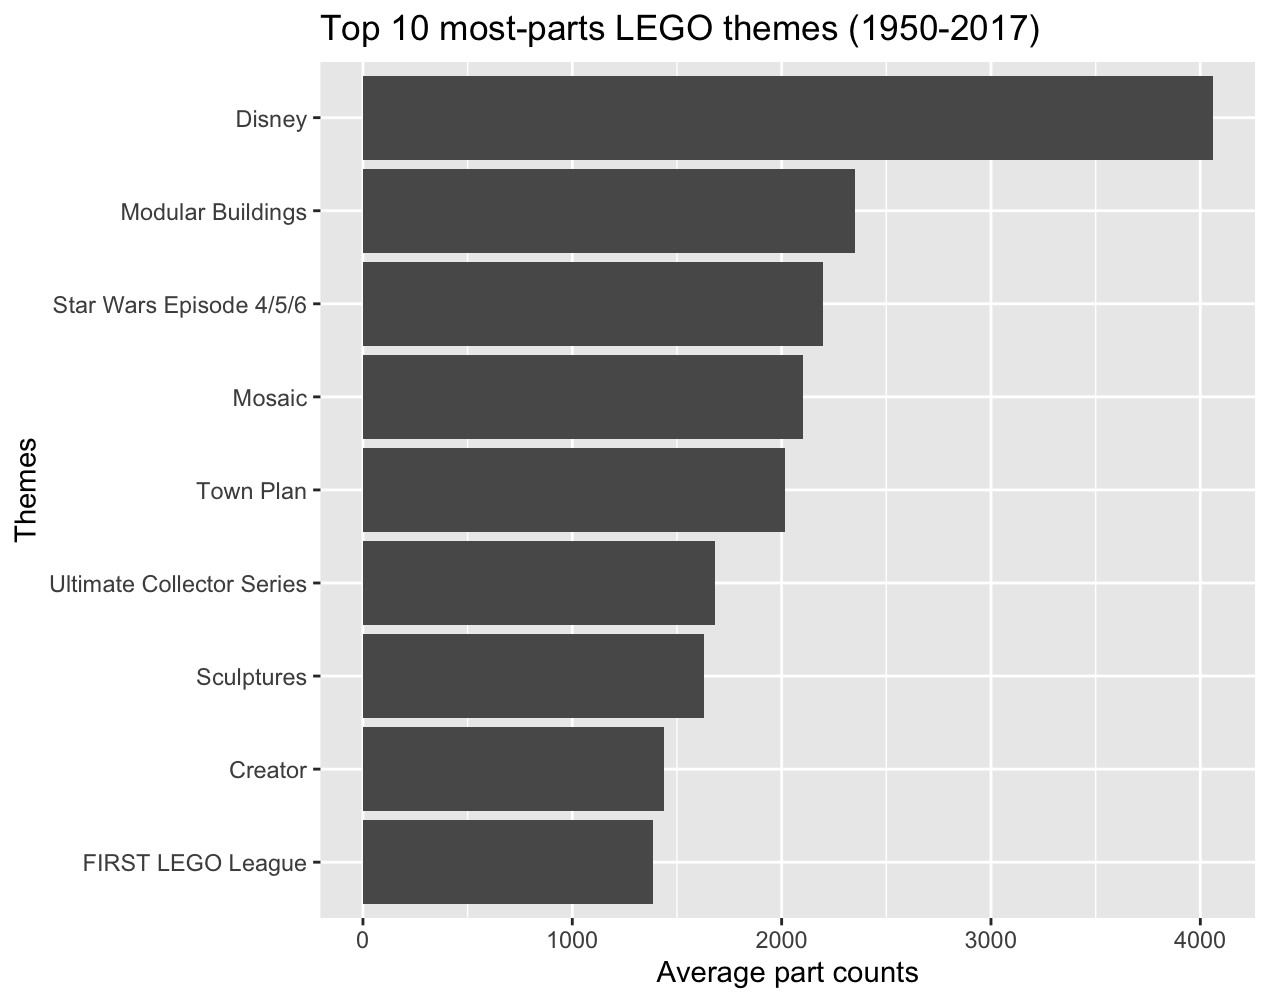 Top 10 most-parts LEGO themes (1950-2017)
Themes
Disney
Modular Buildings
Star Wars Episode 4/5/6
Mosaic
Town Plan
Ultimate Collector Series
Sculptures
Creator
FIRST LEGO League
0 1000 2000 3000 4000
Average part counts